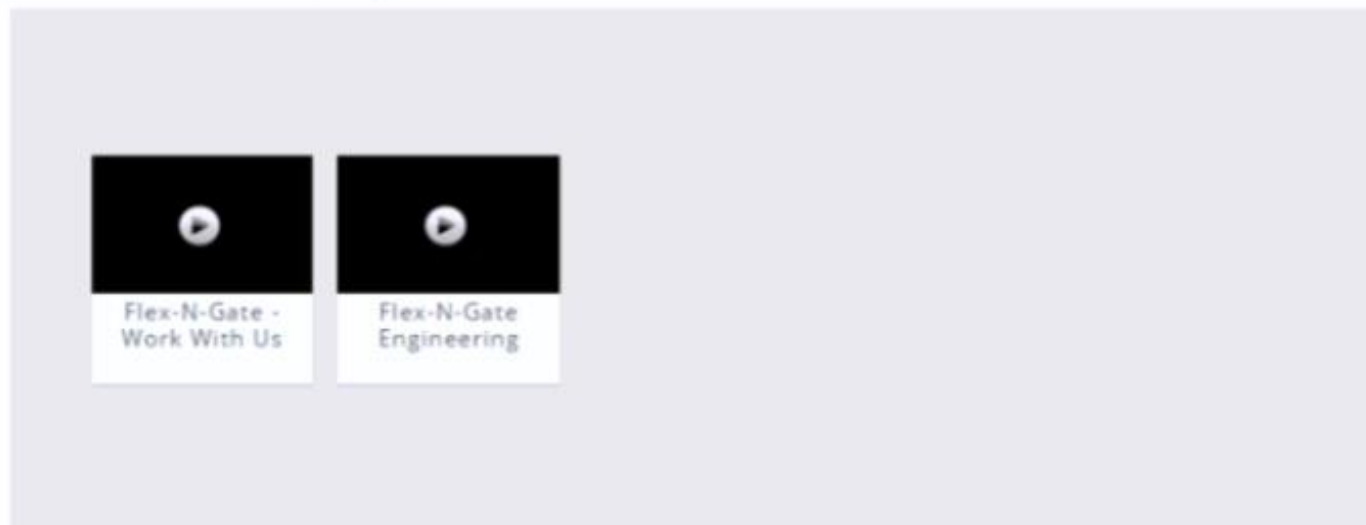 Flex-N-Gate -
Work With Us
Flex-N-Gate
Engineering